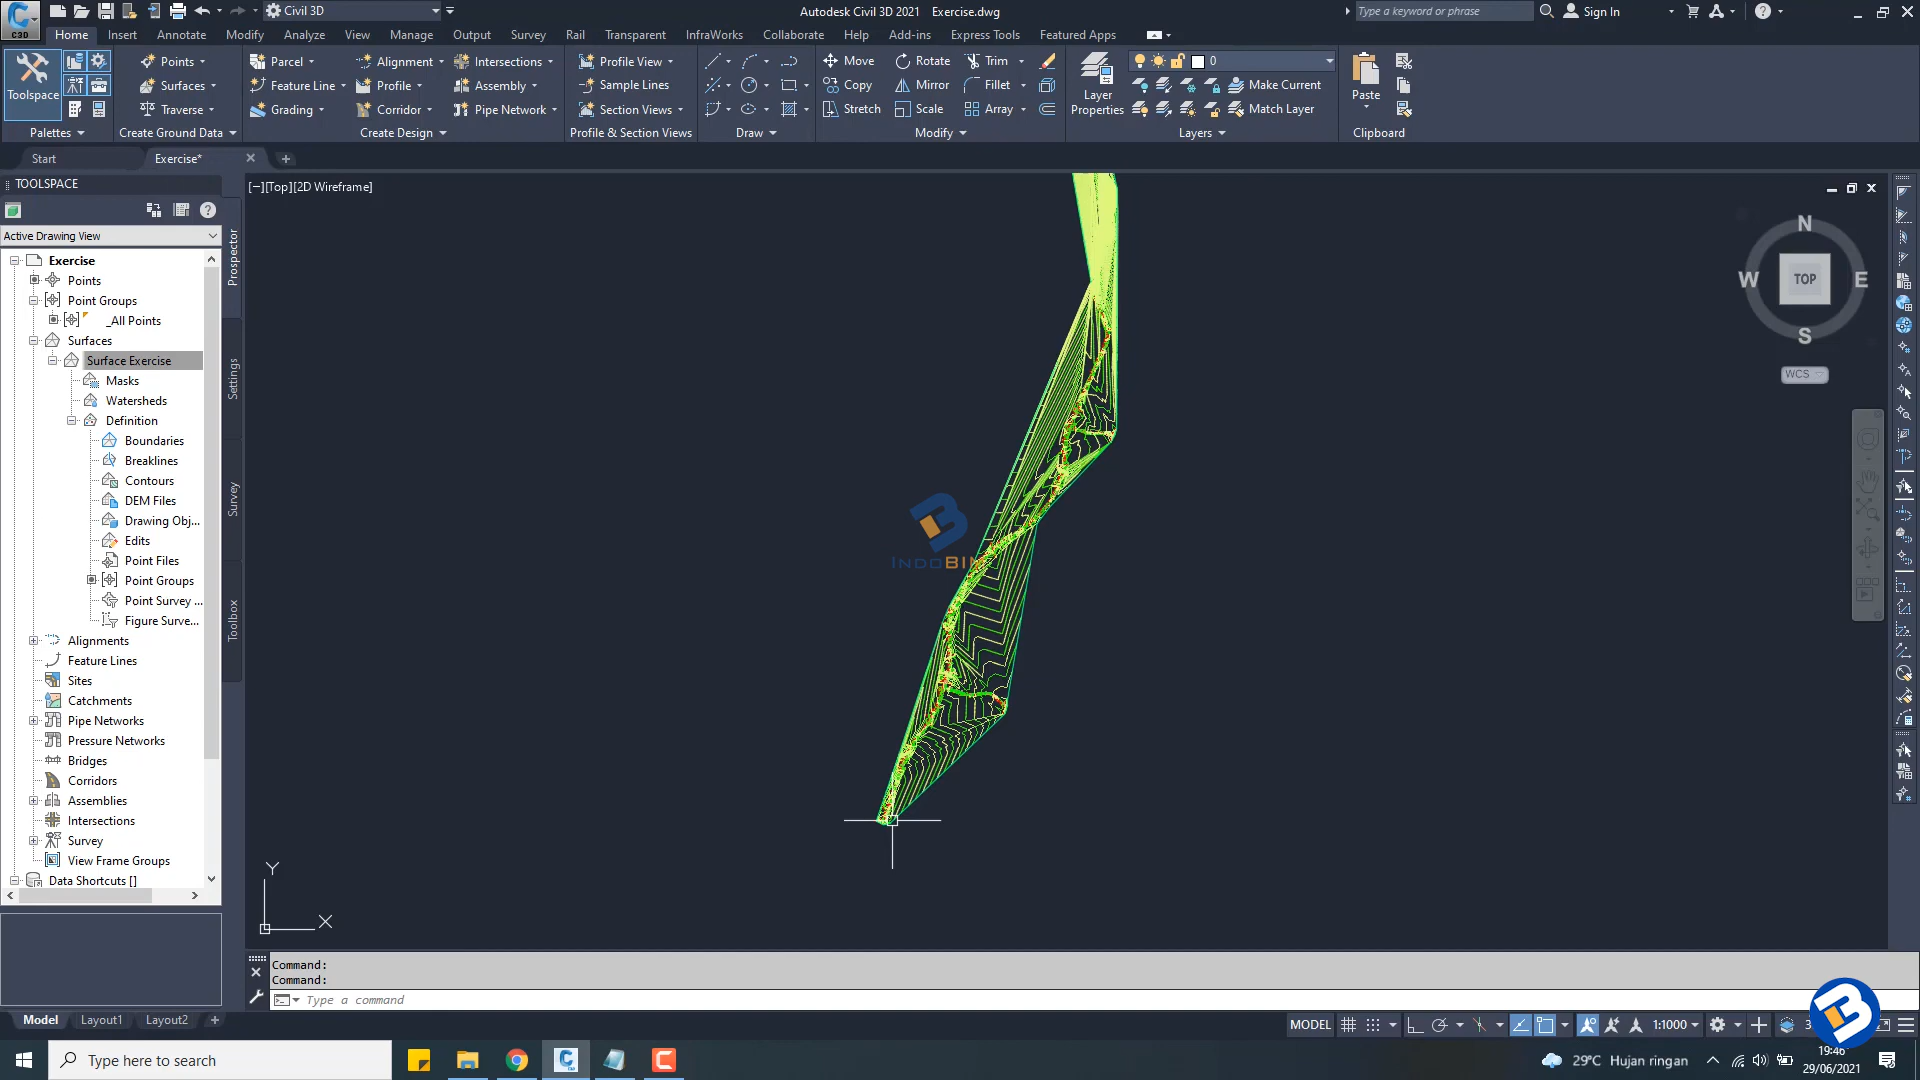 Civil 3D
Autodesk Civil 3D 2021 Exercise.dwg
Type a keyword or phrase
Sign In
C3D
Home Insert Annotate Modify Analyze View Manage Output Survey Rail Transparent InfraWorks Collaborate Help Add-ins Express Tools Featured Apps
Toolspace
Points
Surfaces
Traverse
Parcel
Feature Line
Grading
Alignment
Profile
Corridor
Intersections
Assembly
Pipe Network
Profile View
Sample Lines
Section Views
Move
Copy
Stretch
Rotate
Mirror
Scale
Trim
Fillet
Array
Layer
Properties
0
Make Current
Match Layer
Paste
Palettes
Create Ground Data
Create Design
Profile & Section Views
Draw
Modify
Layers
Clipboard
Start
Exercise*
TOOLSPACE
Active Drawing View
Exercise
Points
Point Groups
_All Points
Surfaces
Surface Exercise
Masks
Watersheds
Definition
Boundaries
Breaklines
Contours
DEM Files
Drawing Obj...
Edits
Point Files
Point Groups
Point Survey ...
Figure Surve...
Alignments
Feature Lines
Sites
Catchments
Pipe Networks
Pressure Networks
Bridges
Corridors
Assemblies
Intersections
Survey
View Frame Groups
Data Shortcuts []
Prospector
Settings
Survey
Toolbox
[−][Top][2D Wireframe]
N
W
TOP
E
S
WCS
INDOBIM
Y
X
Command:
Command:
Type a command
Model Layout1 Layout2
MODEL
1:1000
3
Type here to search
29°C Hujan ringan
19:46
29/06/2021